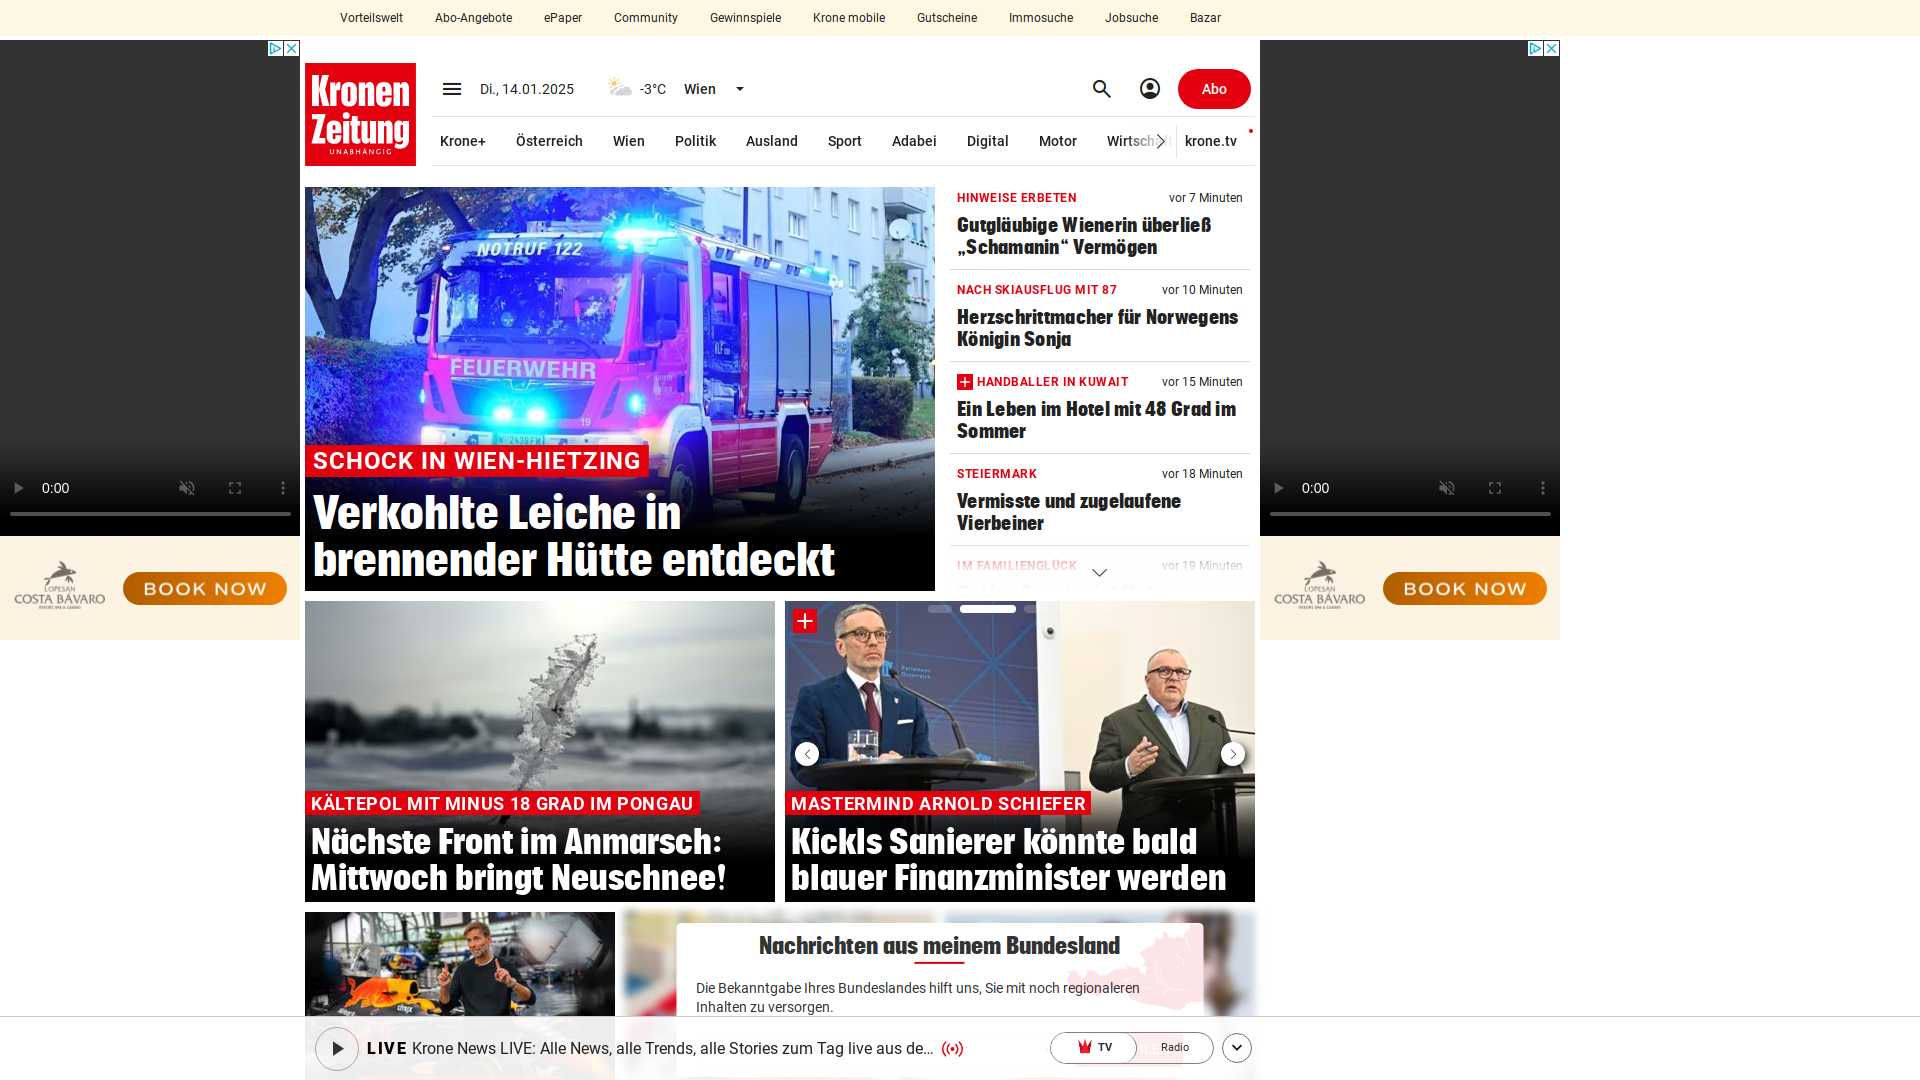 Vorteilswelt
Abo-Angebote
ePaper
Community
Gewinnspiele
Krone mobile
Gutscheine
Immosuche
Jobsuche
Bazar
Kronen
Zeitung
UNABHÄNGIG
Di., 14.01.2025
-3°C
Wien
Abo
Krone+
Österreich
Wien
Politik
Ausland
Sport
Adabei
Digital
Motor
krone.tv
NOTRUF 122
FEUERWEHR
SCHOCK IN WIEN-HIETZING
Verkohlte Leiche in
brennender Hütte entdeckt
HINWEISE ERBETEN
vor 7 Minuten
Gutgläubige Wienerin überließ
„Schamanin“ Vermögen
NACH SKIAUSFLUG MIT 87
vor 10 Minuten
Herzschrittmacher für Norwegens
Königin Sonja
HANDBALLER IN KUWAIT
vor 15 Minuten
Ein Leben im Hotel mit 48 Grad im
Sommer
STEIERMARK
vor 18 Minuten
Vermisste und zugelaufene
Vierbeiner
IM FAMILIENGLÜCK
vor 19 Minuten
0:00
LOPESAN
COSTA BÁVARO
BOOK NOW
0:00
LOPESAN
COSTA BÁVARO
BOOK NOW
KÄLTEPOL MIT MINUS 18 GRAD IM PONGAU
Nächste Front im Anmarsch:
Mittwoch bringt Neuschnee!
MASTERMIND ARNOLD SCHIEFER
Kickls Sanierer könnte bald
blauer Finanzminister werden
Nachrichten aus meinem Bundesland
Die Bekanntgabe Ihres Bundeslandes hilft uns, Sie mit noch regionaleren
Inhalten zu versorgen.
LIVE Krone News LIVE: Alle News, alle Trends, alle Stories zum Tag live aus de…
TV
Radio